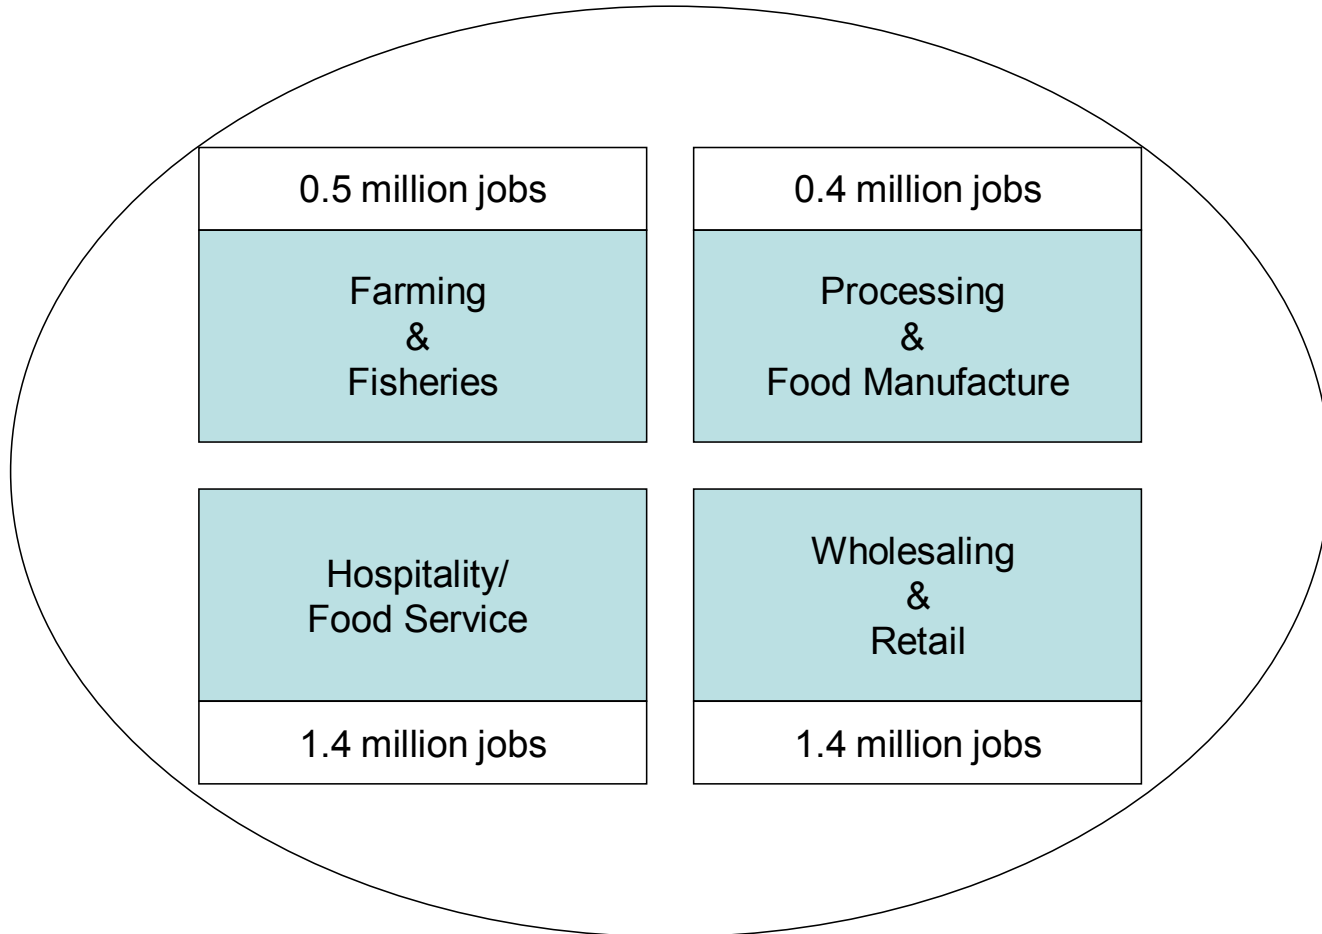 0.5 million jobs
Farming
&
Fisheries
0.4 million jobs
Processing
&
Food Manufacture
Hospitality/
Food Service
1.4 million jobs
Wholesaling
&
Retail
1.4 million jobs